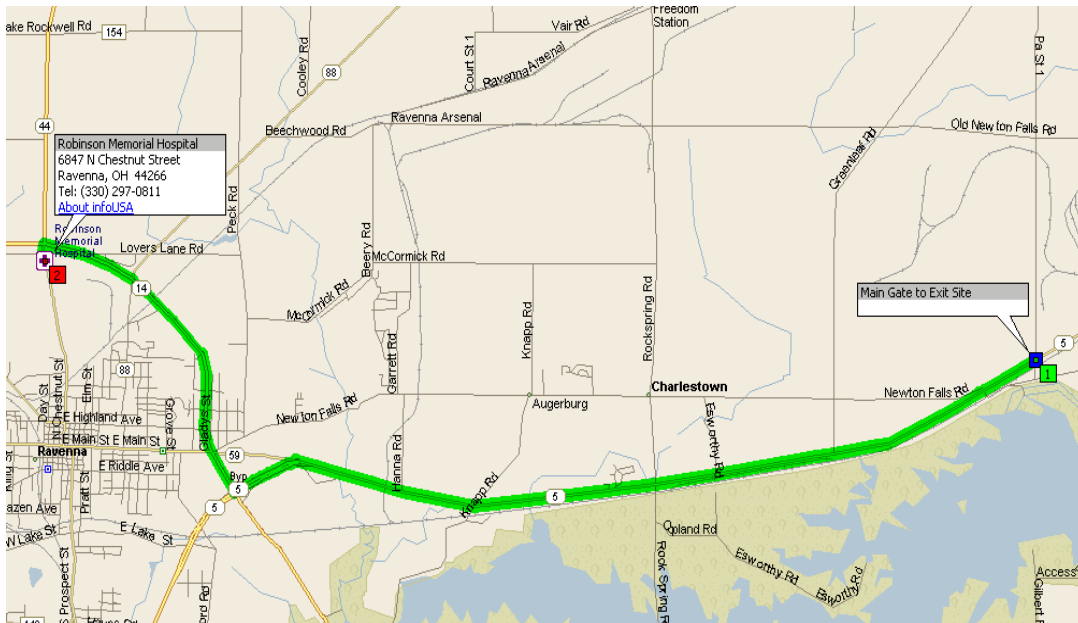 ake Rockwell Rd
154
Vair Rd
Freedom
Station
Court St 1
Ravenna Arsenal
Cooley Rd
88
Pa St 1
44
Beechwood Rd
Ravenna Arsenal
Old Newton Falls Rd
Greenleaf Rd
Robinson Memorial Hospital
6847 N Chestnut Street
Ravenna, OH 44266
Tel: (330) 297-0811
About infoUSA
Peck Rd
Robinson
Memorial
Hospital
Lovers Lane Rd
2
14
Beery Rd
McCormick Rd
McCormick Rd
Knapp Rd
Rockspring Rd
Main Gate to Exit Site
5
1
Garrett Rd
88
Day St
N Chestnut St
Elm St
Grove St
Gladys St
Charlestown
Newton Falls Rd
Newton Falls Rd
Augerburg
E Highland Ave
E Main St
E Main St
Ravenna
59
E Riddle Ave
Hanna Rd
Esworthy Rd
Byp
5
5
5
Knapp Rd
Pratt St
azen Ave
W Lake St
E Lake St
Copland Rd
Esworthy Rd
Esworthy Rd
Rock Spring R
Access
Gilbert R
S Prospect St
ord Rd